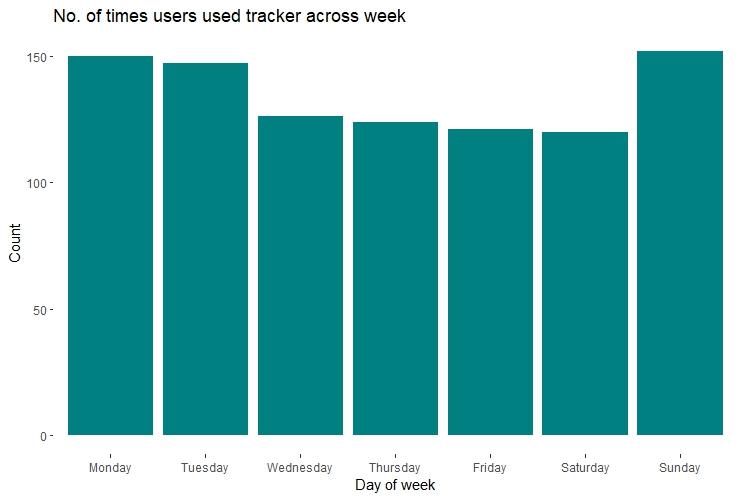 No. of times users used tracker across week
150
100
50
0
Count
Monday Tuesday Wednesday Thursday Friday Saturday Sunday
Day of week